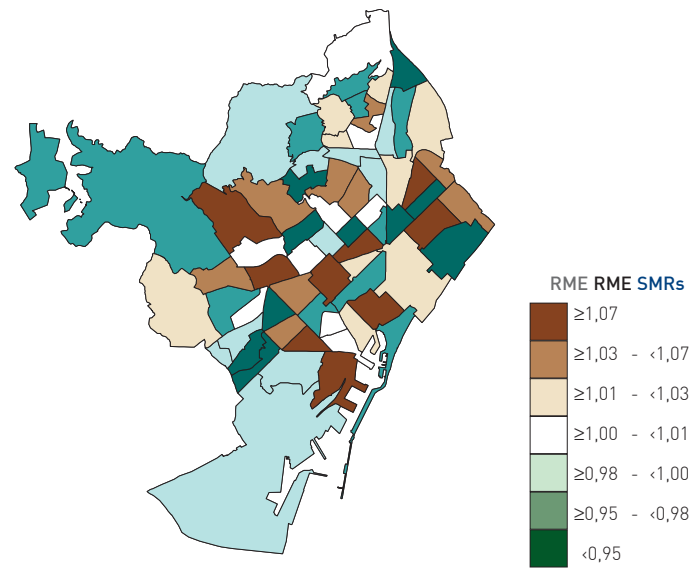 RME RME SMRs
≥1,07
≥1,03 - <1,07
≥1,01 - <1,03
≥1,00 - <1,01
≥0,98 - <1,00
≥0,95 - <0,98
<0,95